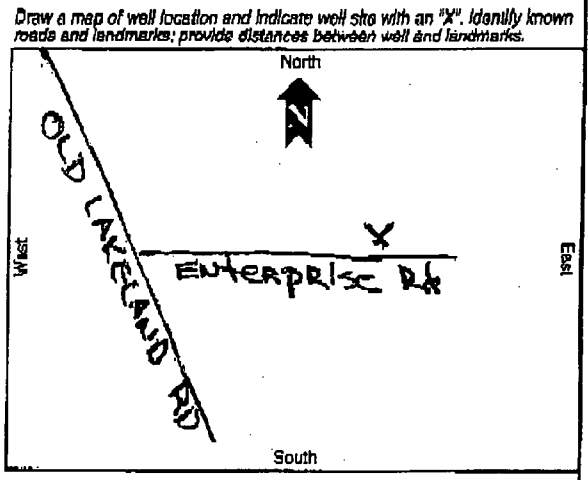 Draw a map of well location and indicate well site with an "X". Identify known
roads and landmarks; provide distances between well and landmarks.
North
N
OLD LAKELAND RD
X
West
East
Enterprise Rd
South